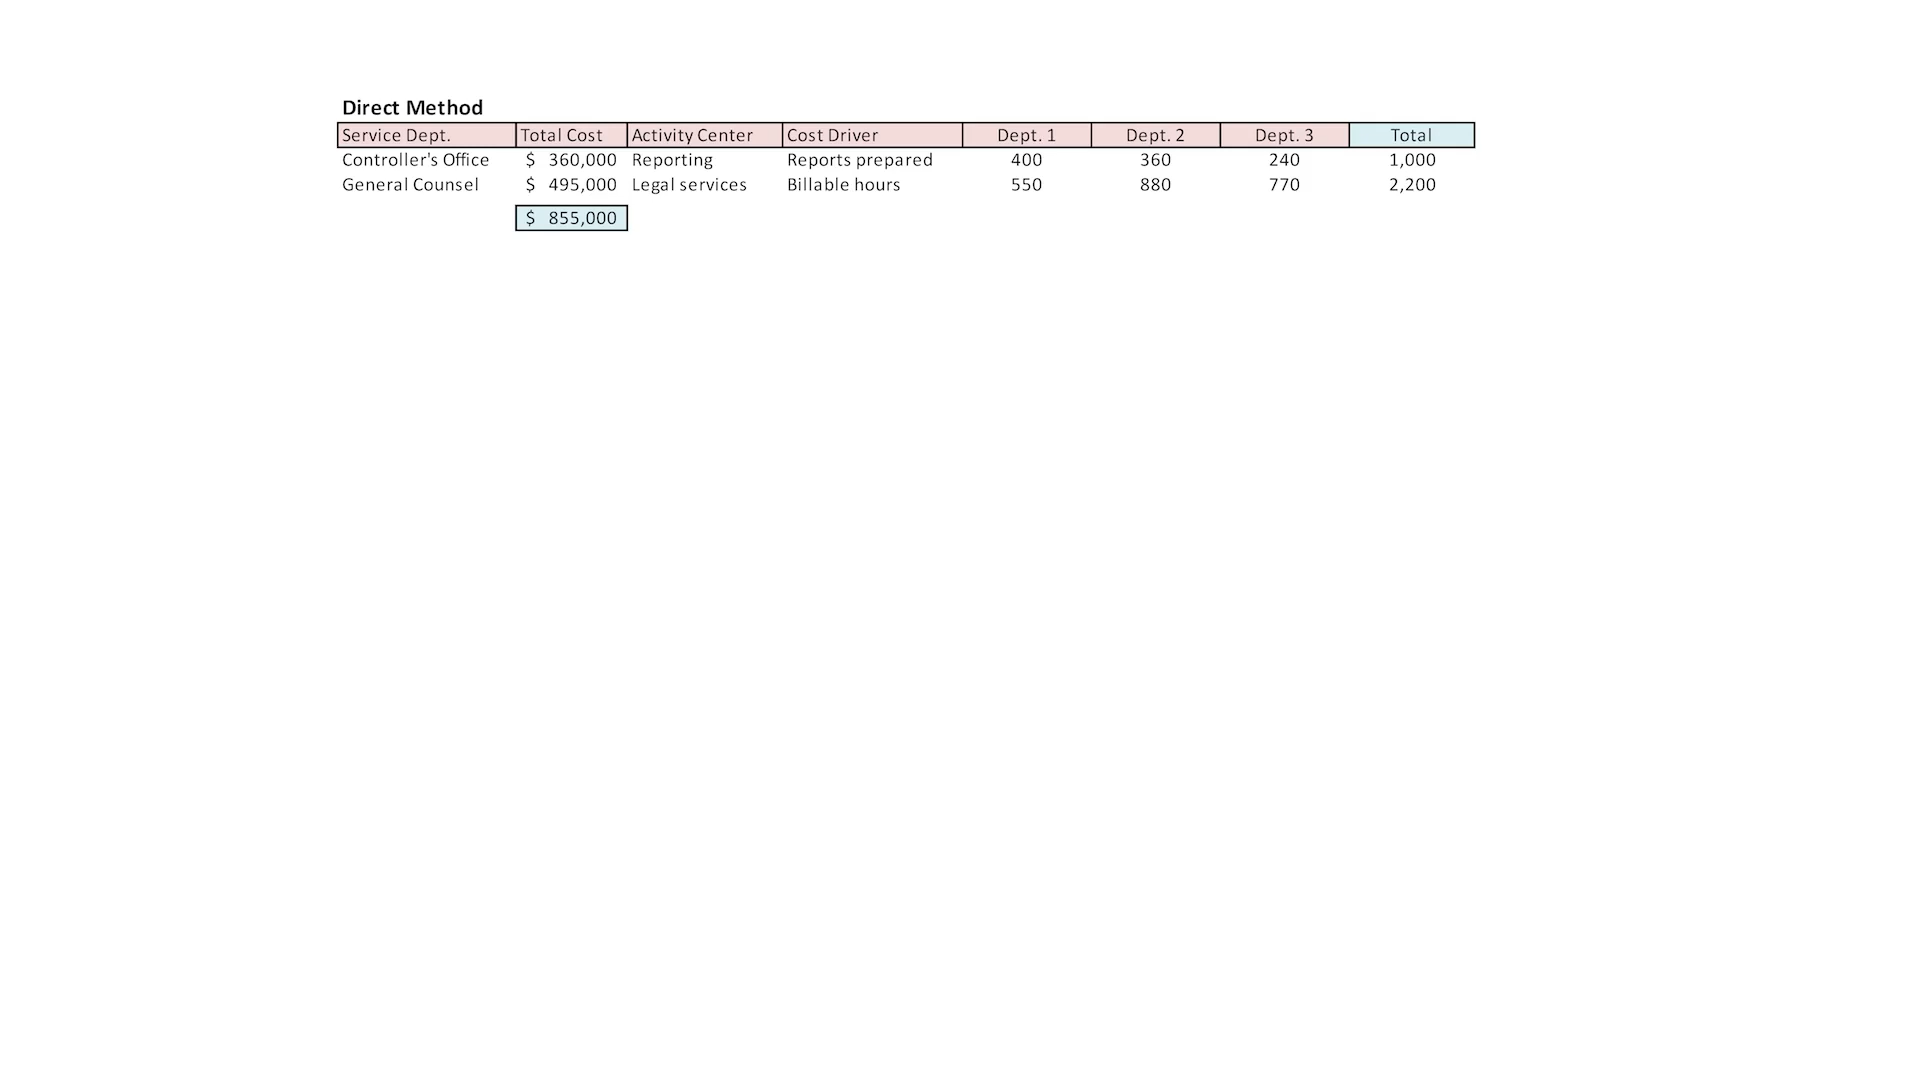 Direct Method
Service Dept. Total Cost Activity Center Cost Driver Dept. 1 Dept. 2 Dept. 3 Total
Controller's Office $ 360,000 Reporting Reports prepared 400 360 240 1,000
General Counsel $ 495,000 Legal services Billable hours 550 880 770 2,200
$ 855,000